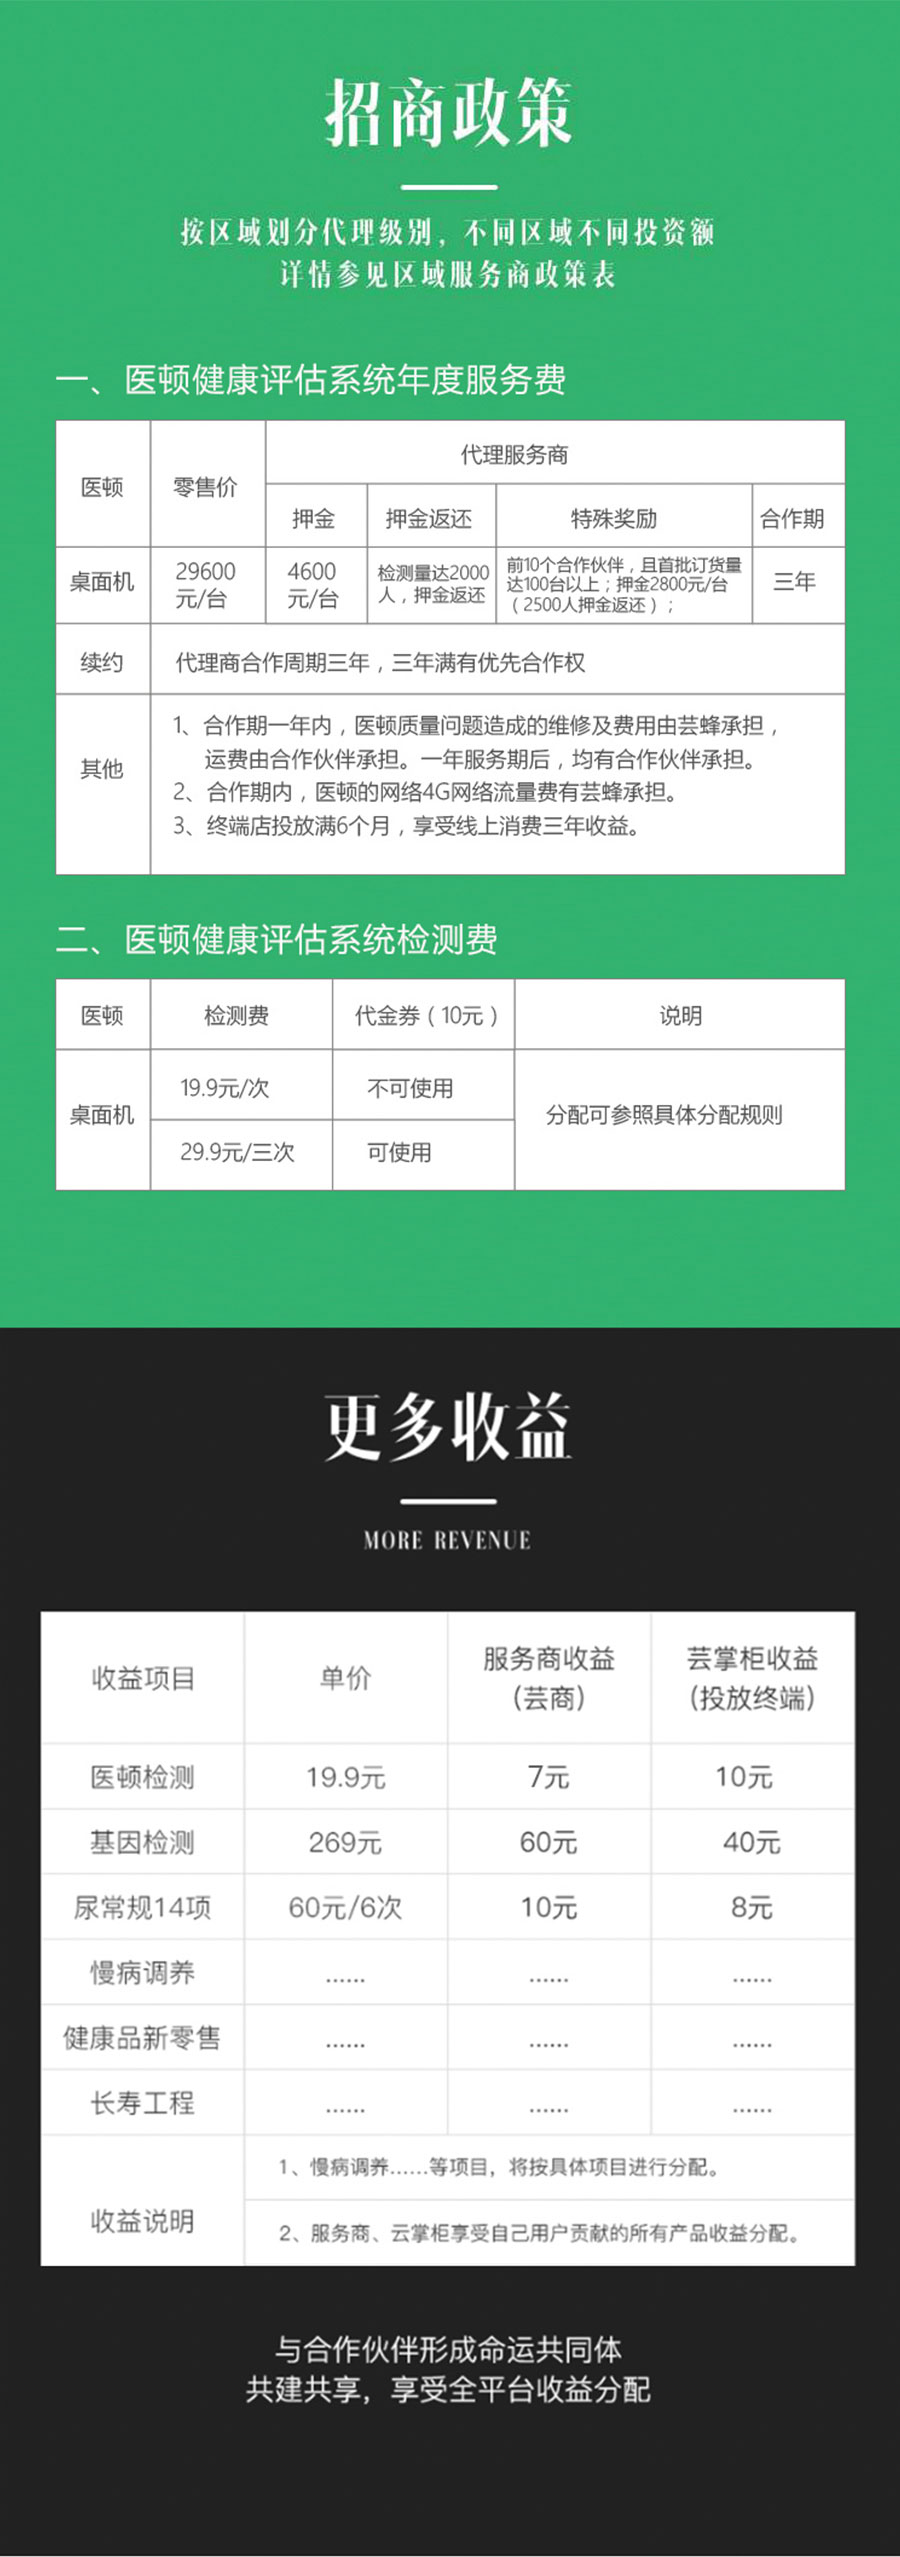 招商政策
按区域划分代理级别，不同区域不同投资额
详情参见区域服务商政策表
一、医顿健康评估系统年度服务费
医顿
零售价
代理服务商
押金
押金返还
特殊奖励
合作期
桌面机
29600
元/台
4600
元/台
检测量达2000
人，押金返还
前10个合作伙伴，且首批订货量
达100台以上；押金2800元/台
（2500人押金返还）；
三年
续约
代理商合作周期三年，三年满有优先合作权
其他
1、合作期一年内，医顿质量问题造成的维修及费用由芸蜂承担，
运费由合作伙伴承担。一年服务期后，均有合作伙伴承担。
2、合作期内，医顿的网络4G网络流量费有芸蜂承担。
3、终端店投放满6个月，享受线上消费三年收益。
二、医顿健康评估系统检测费
医顿
检测费
代金券（10元）
说明
桌面机
19.9元/次
不可使用
29.9元/三次
可使用
分配可参照具体分配规则
更多收益
MORE REVENUE
收益项目
单价
服务商收益
（芸商）
芸掌柜收益
（投放终端）
医顿检测
19.9元
7元
10元
基因检测
269元
60元
40元
尿常规14项
60元/6次
10元
8元
慢病调养
......
......
......
健康品新零售
......
......
......
长寿工程
......
......
......
收益说明
1、慢病调养......等项目，将按具体项目进行分配。
2、服务商、云掌柜享受自己用户贡献的所有产品收益分配。
与合作伙伴形成命运共同体
共建共享，享受全平台收益分配